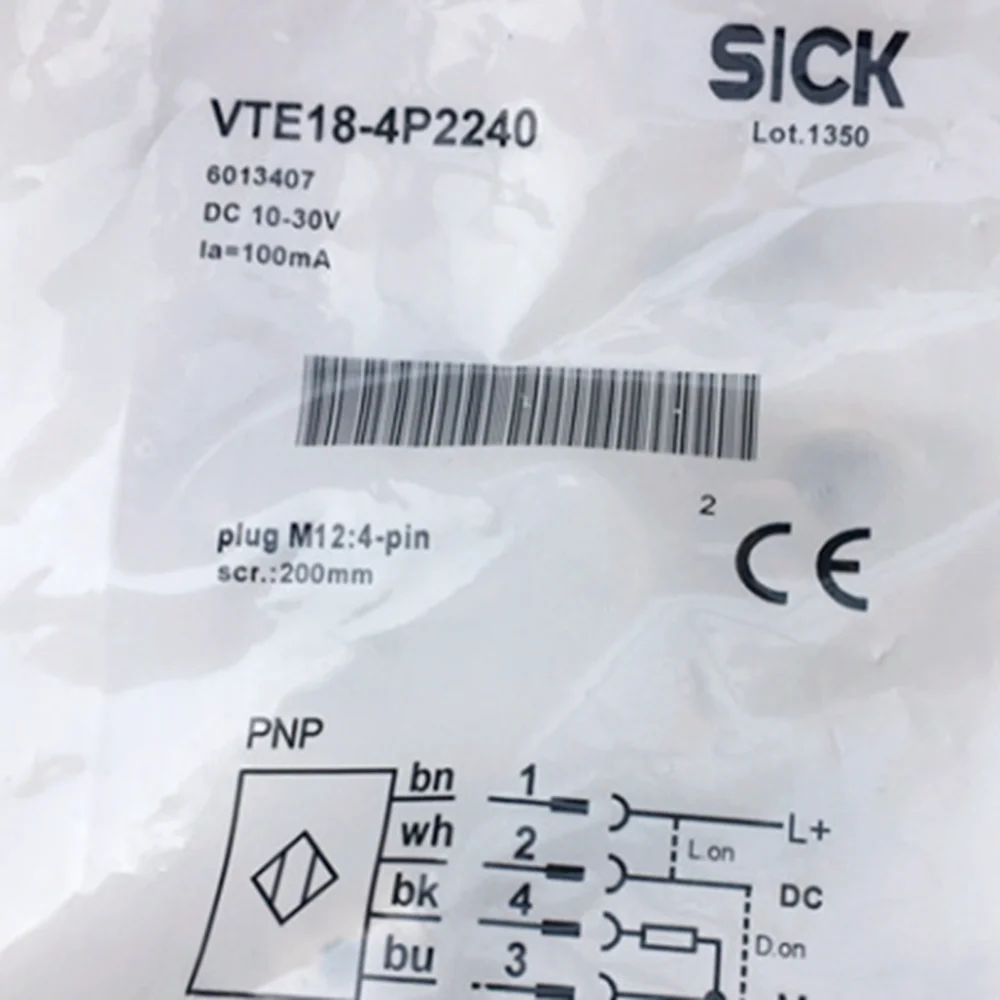 SICK
Lot.1350
VTE18-4P2240
6013407
DC 10-30V
Ia=100mA
2
CE
plug M12:4-pin
scr.:200mm
PNP
bn 1 L+
wh 2 L.on
bk 4 DC
D.on
bu 3